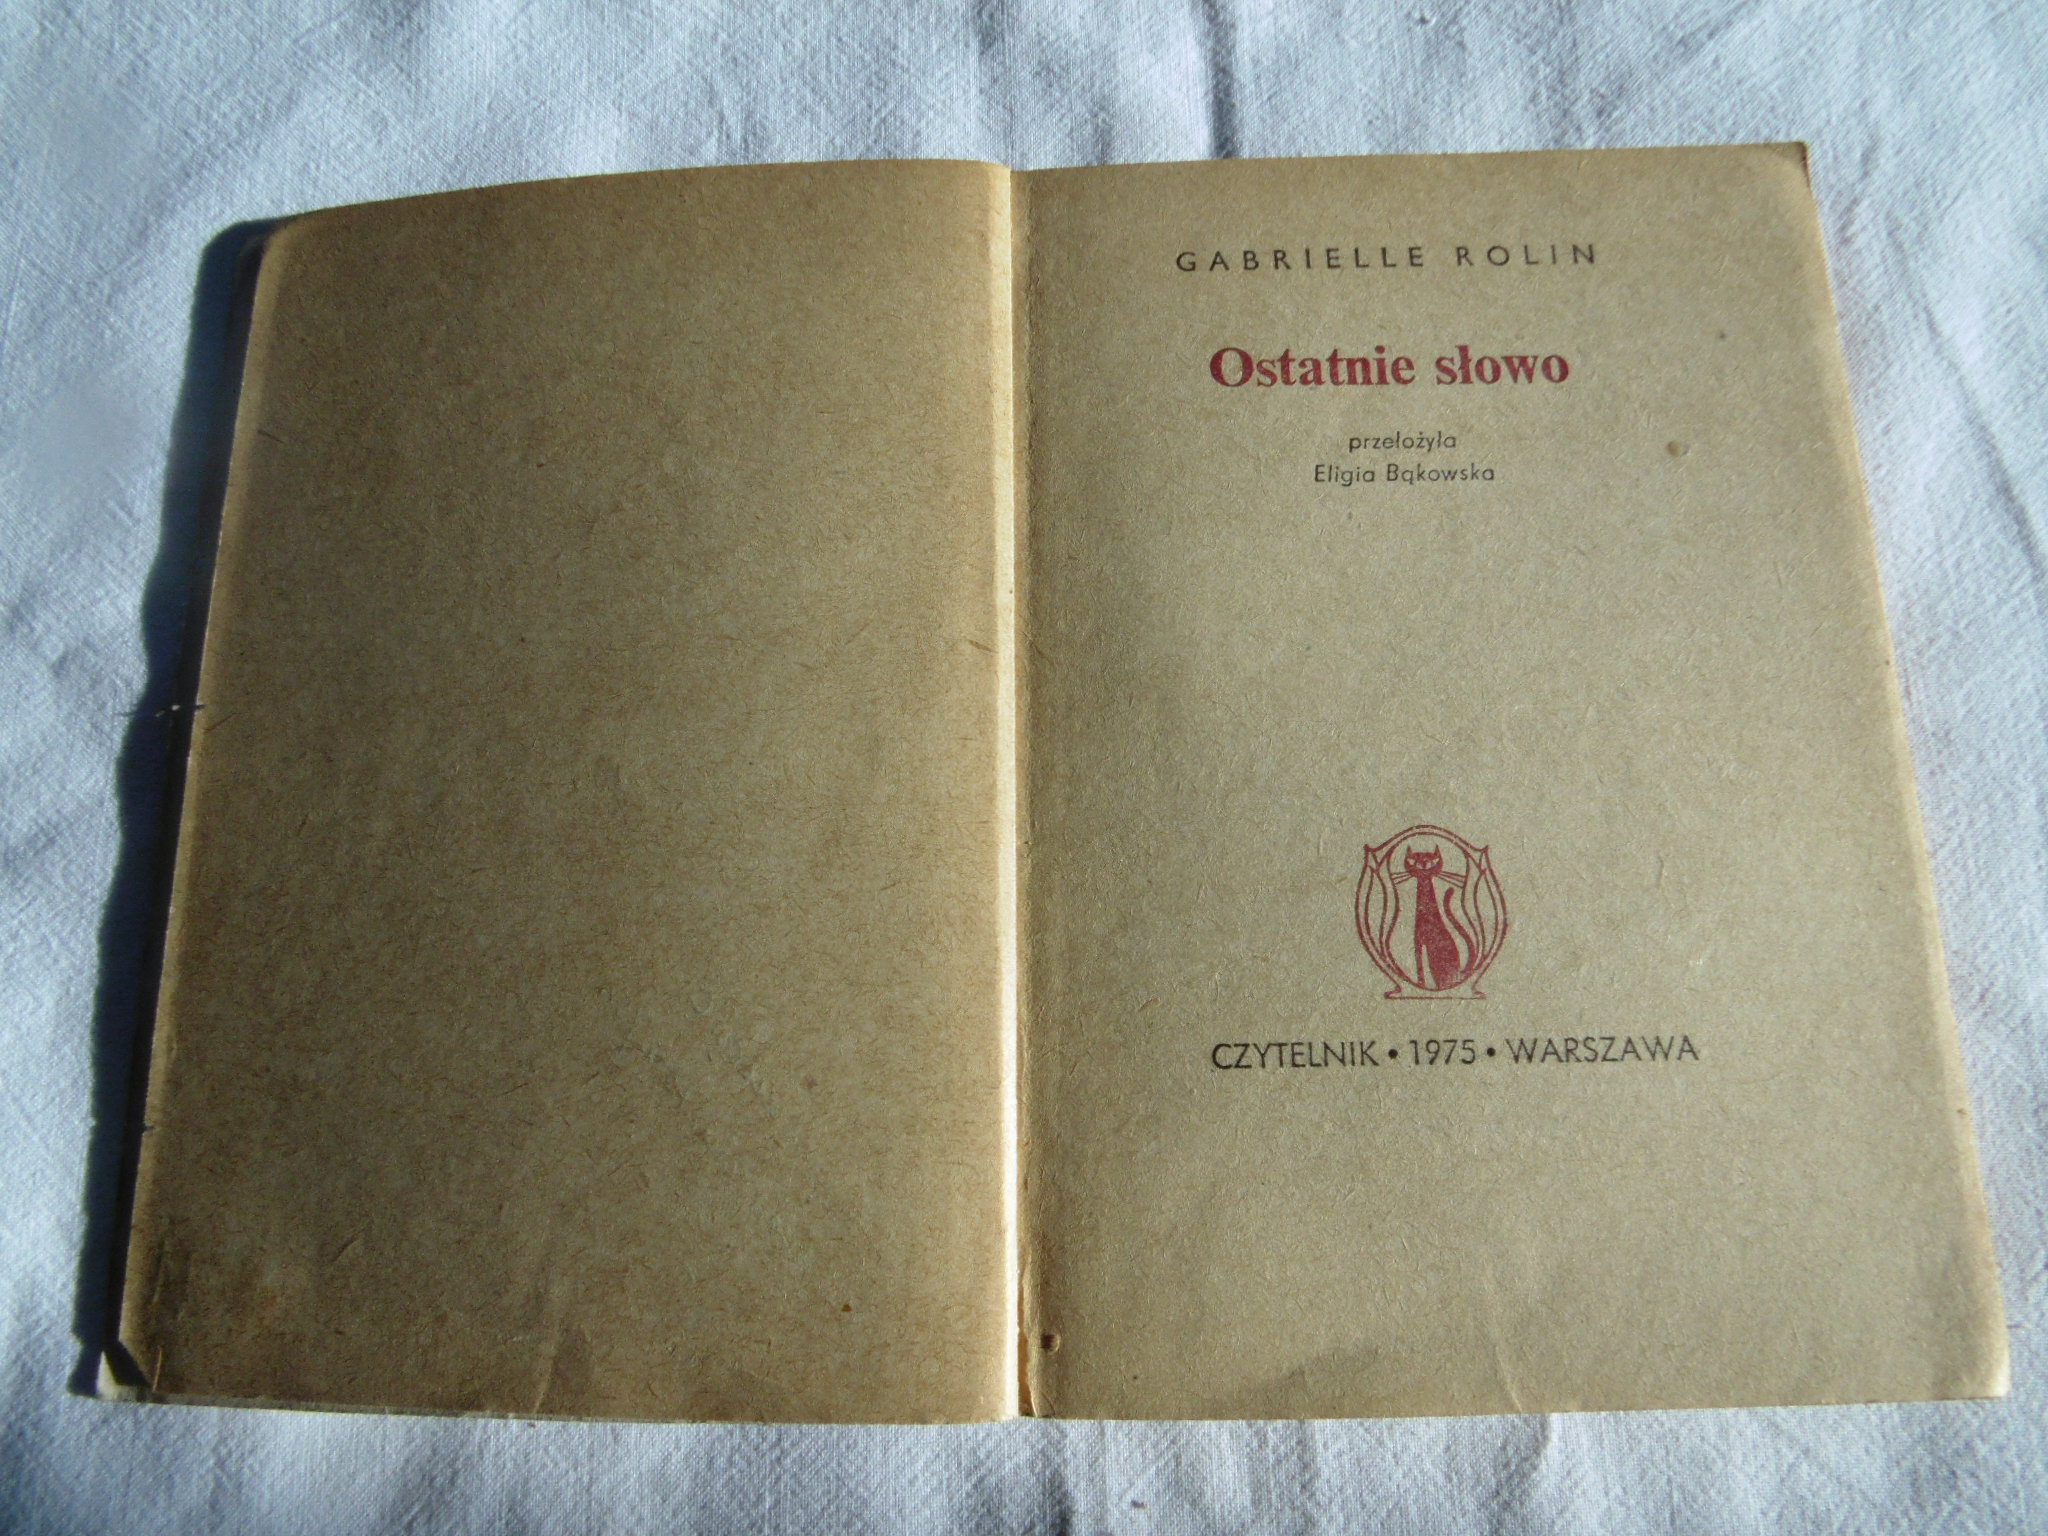 GABRIELLE ROLIN
Ostatnie słowo
przełożyła
Eligia Bąkowska
CZYTELNIK • 1975 • WARSZAWA